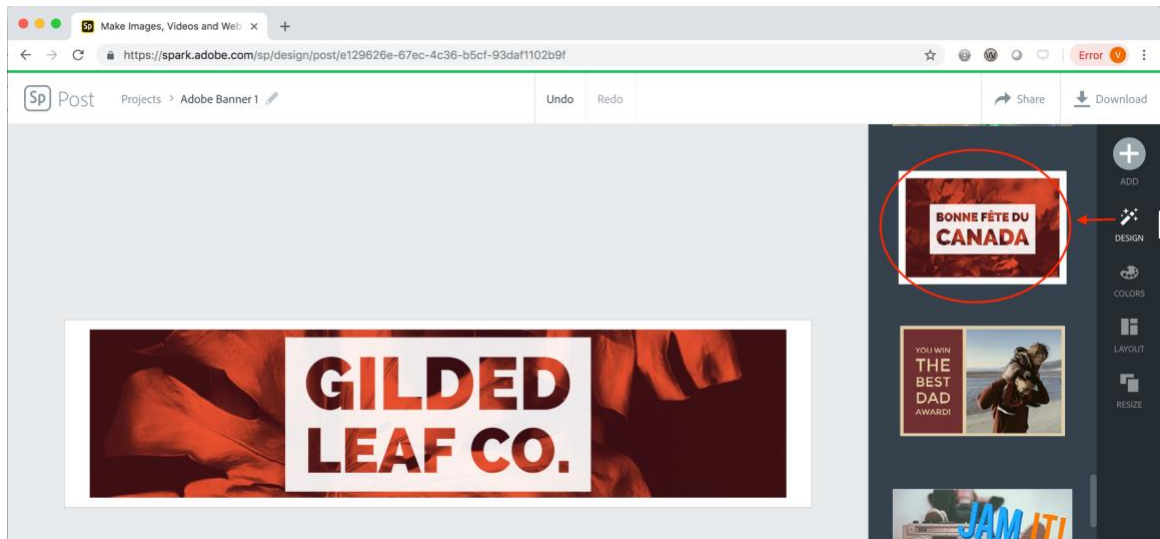 Sp Make Images, Videos and Web × +
https://spark.adobe.com/sp/design/post/e129626e-67ec-4c36-b5cf-93daf1102b9f Error V
Sp Post Projects > Adobe Banner 1 Undo Redo Share Download
ADD
DESIGN
COLORS
LAYOUT
RESIZE
BONNE FÊTE DU
CANADA
YOU WIN
THE
BEST
DAD
AWARD!
JAM IT!
GILDED
LEAF CO.